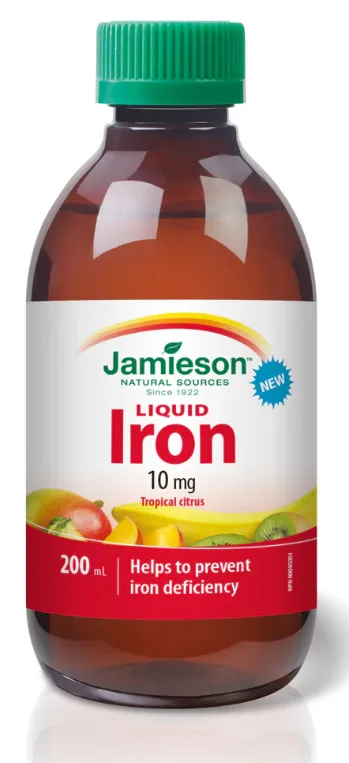 Jamieson™
NATURAL SOURCES
Since 1922
NEW
LIQUID
Iron
10 mg
Tropical citrus
200 mL
Helps to prevent
iron deficiency